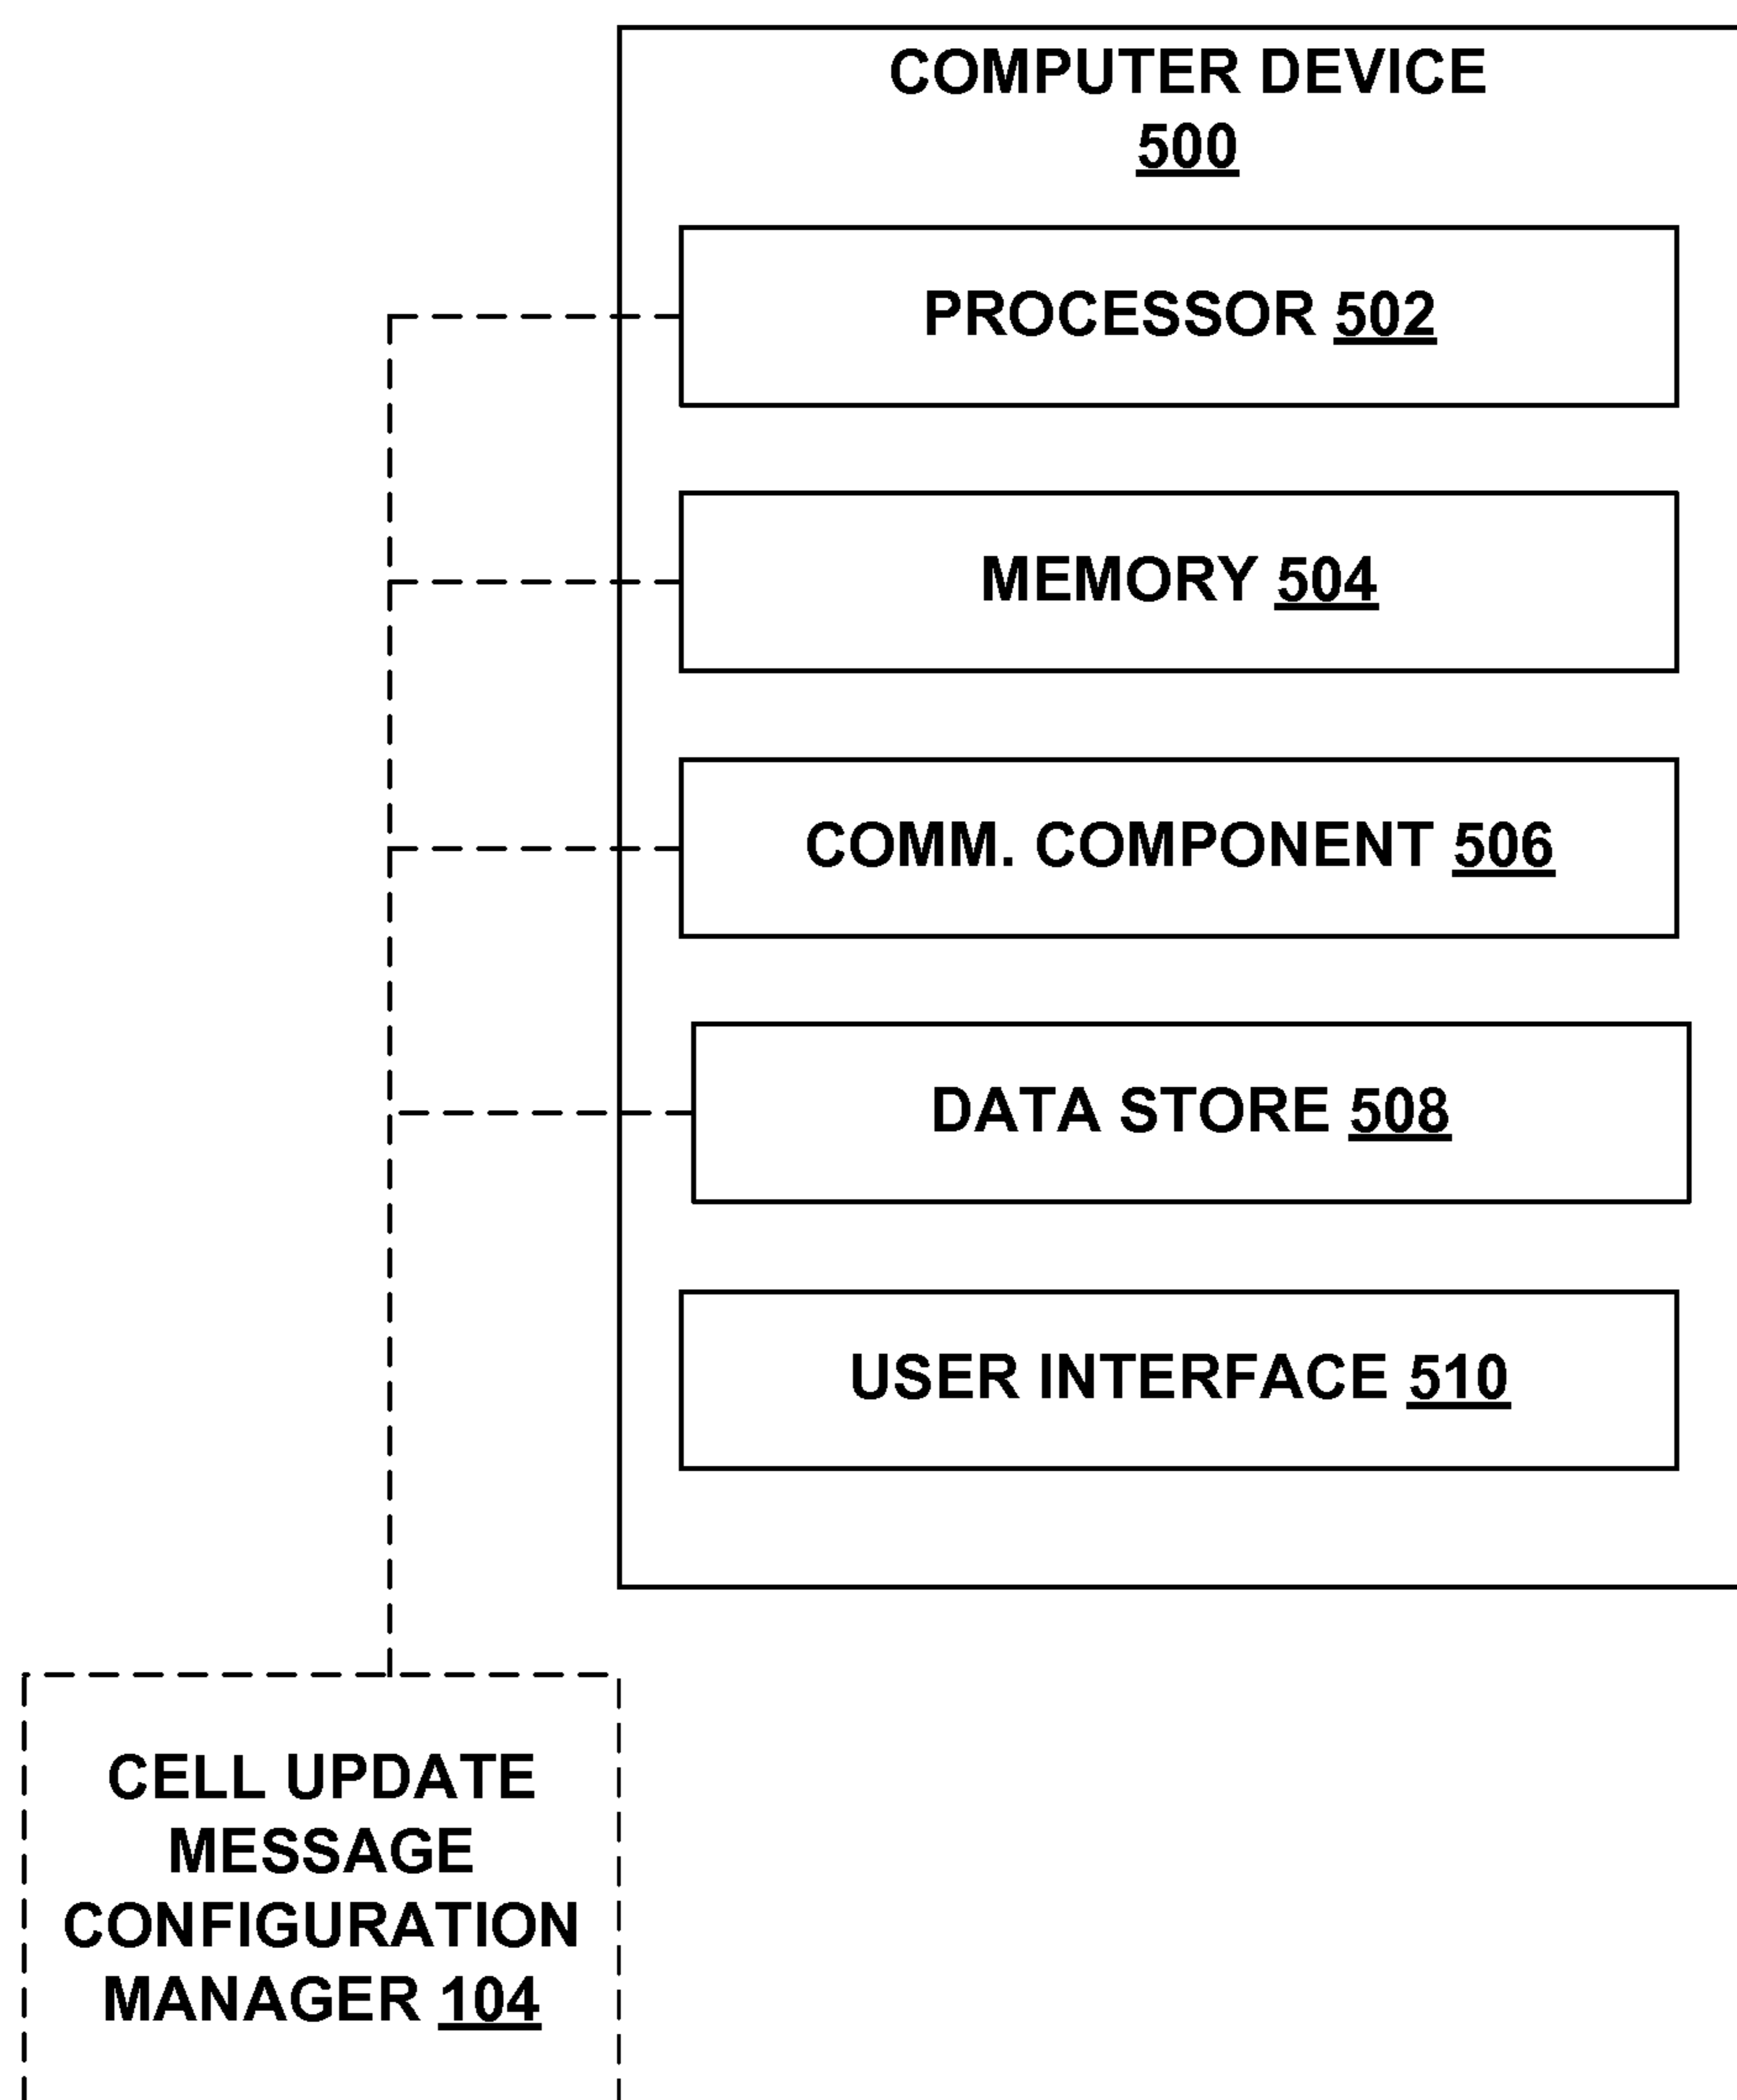 COMPUTER DEVICE
500
PROCESSOR 502
MEMORY 504
COMM. COMPONENT 506
DATA STORE 508
USER INTERFACE 510
CELL UPDATE
MESSAGE
CONFIGURATION
MANAGER 104